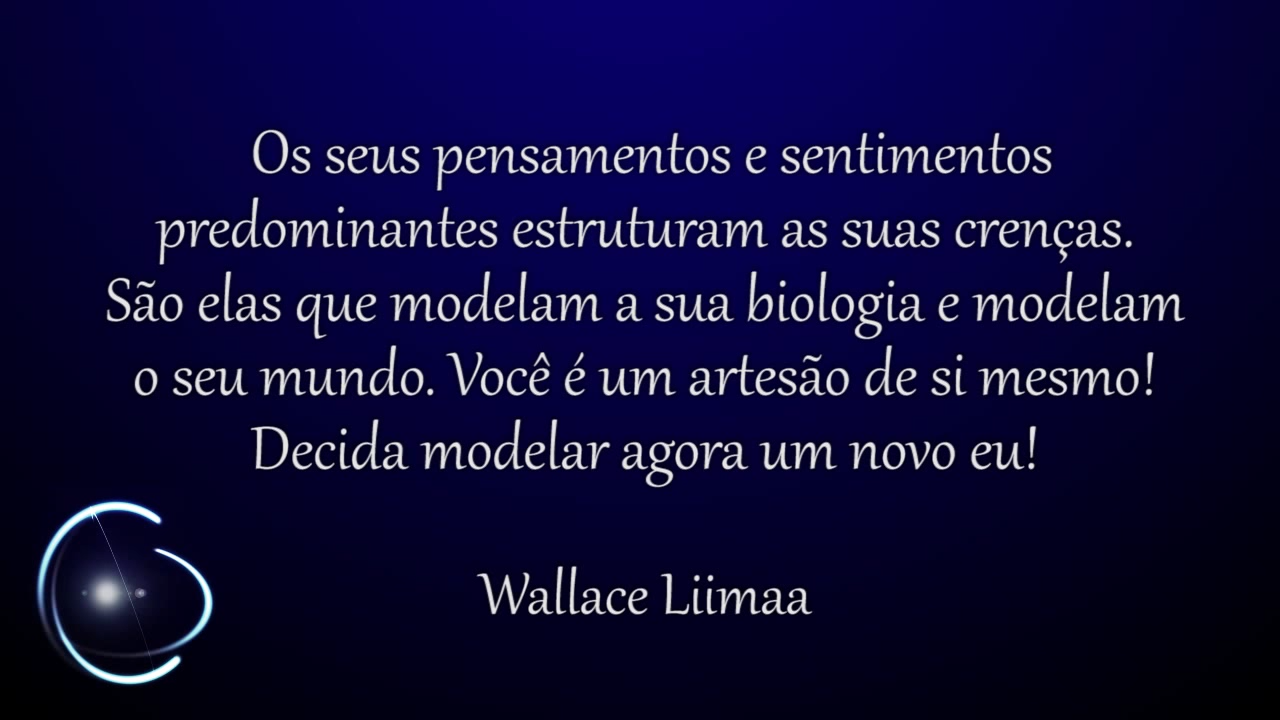 Os seus pensamentos e sentimentos
predominantes estruturam as suas crenças.
São elas que modelam a sua biologia e modelam
o seu mundo. Você é um artesão de si mesmo!
Decida modelar agora um novo eu!
Wallace Liimaa